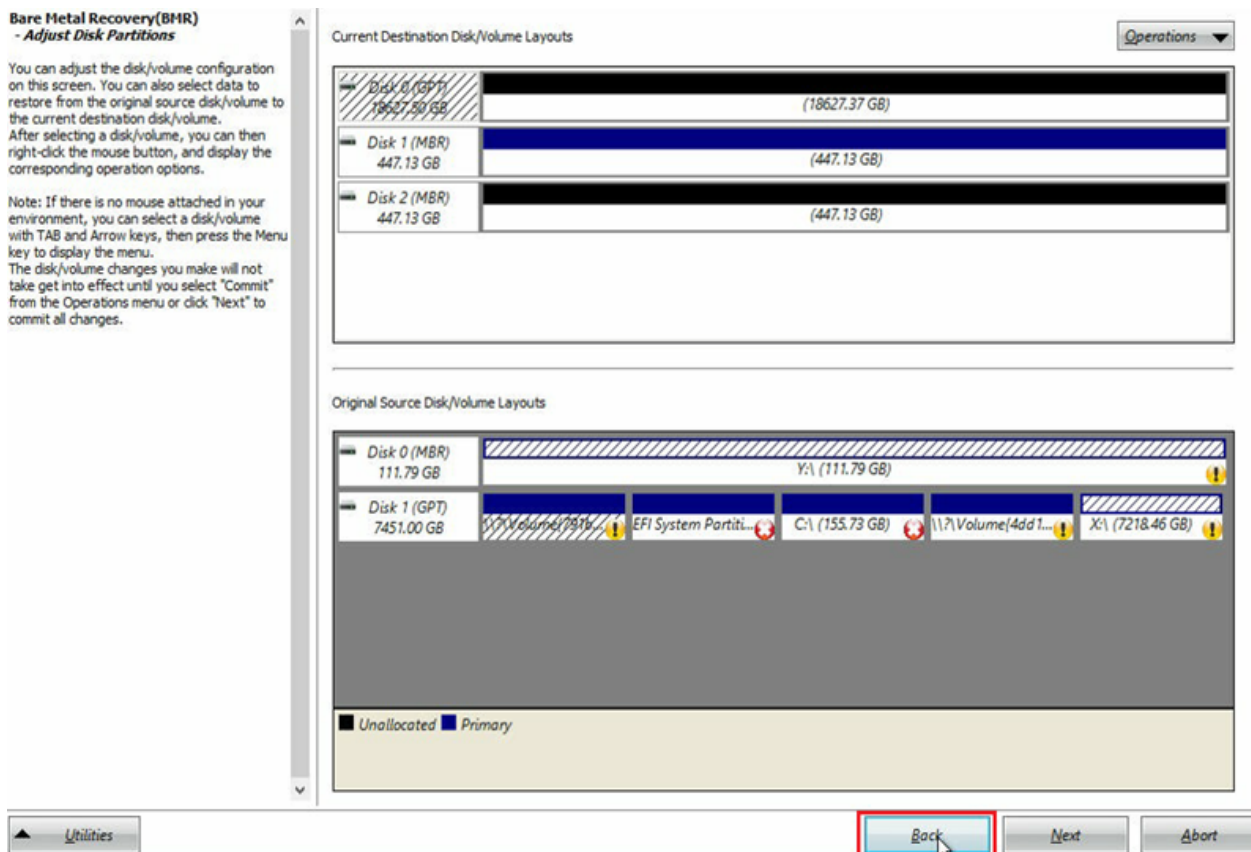 Bare Metal Recovery(BMR)
- Adjust Disk Partitions
You can adjust the disk/volume configuration
on this screen. You can also select data to
restore from the original source disk/volume to
the current destination disk/volume.
After selecting a disk/volume, you can then
right-click the mouse button, and display the
corresponding operation options.
Note: If there is no mouse attached in your
environment, you can select a disk/volume
with TAB and Arrow keys, then press the Menu
key to display the menu.
The disk/volume changes you make will not
take get into effect until you select "Commit"
from the Operations menu or click "Next" to
commit all changes.
Current Destination Disk/Volume Layouts
Operations
Disk 0 (GPT)
18627.50 GB
(18627.37 GB)
Disk 1 (MBR)
447.13 GB
(447.13 GB)
Disk 2 (MBR)
447.13 GB
(447.13 GB)
Original Source Disk/Volume Layouts
Disk 0 (MBR)
111.79 GB
Y:\ (111.79 GB)
Disk 1 (GPT)
7451.00 GB
\\?\Volume{791b...
EFI System Partiti...
C:\ (155.73 GB)
\\?\Volume{4dd1...
X:\ (7218.46 GB)
Unallocated Primary
Utilities
Back
Next
Abort